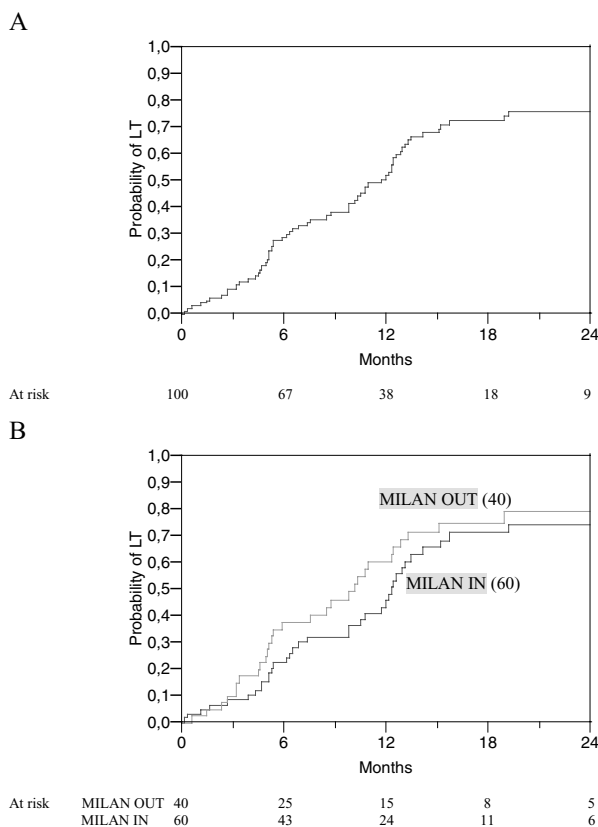 A
1,0
0,9
0,8
0,7
0,6
0,5
0,4
0,3
0,2
0,1
0,0
Probability of LT
0 6 12 18 24
Months
At risk 100 67 38 18 9
B
1,0
0,9
0,8
0,7
0,6
0,5
0,4
0,3
0,2
0,1
0,0
Probability of LT
MILAN OUT (40)
MILAN IN (60)
0 6 12 18 24
Months
At risk MILAN OUT 40 25 15 8 5
MILAN IN 60 43 24 11 6